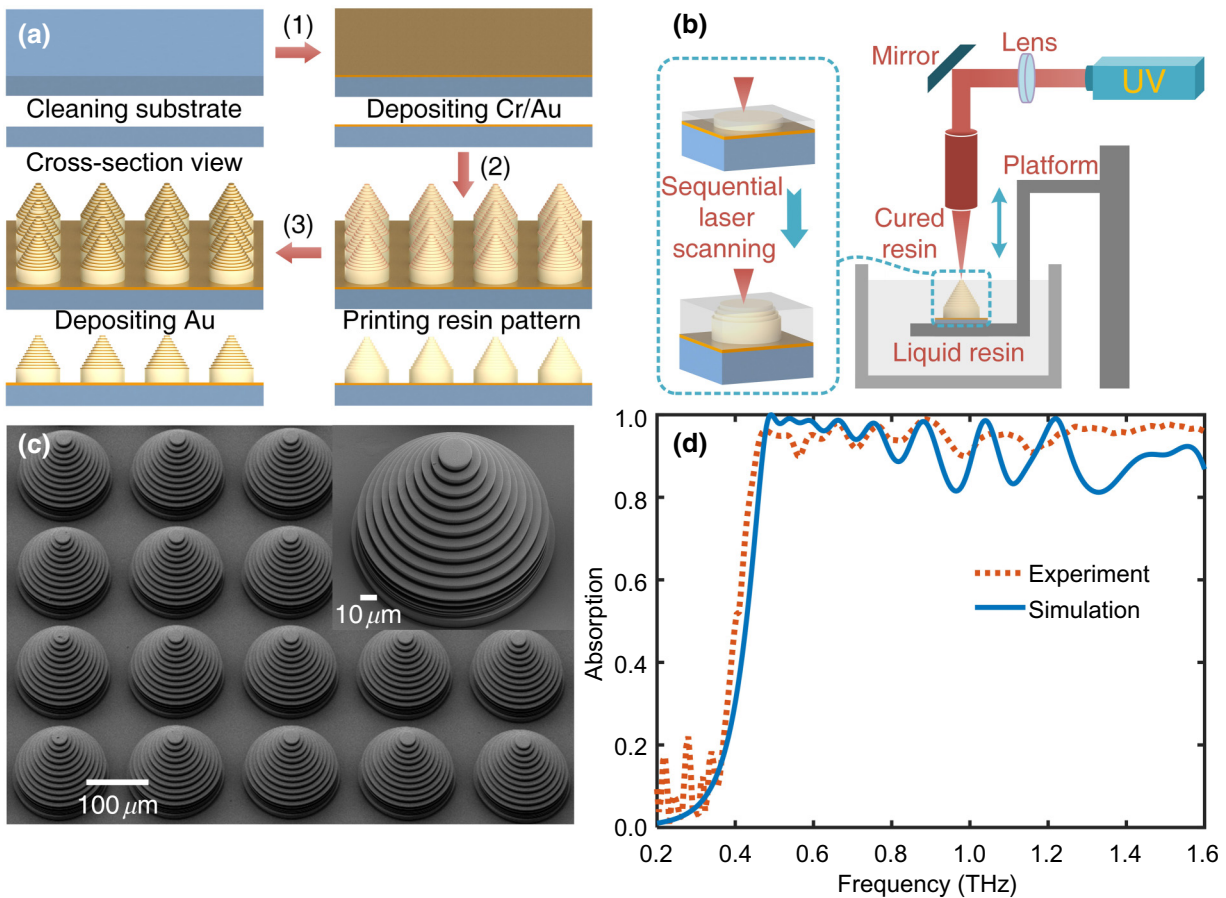 (a)
(1)
Cleaning substrate
Depositing Cr/Au
Cross-section view
(2)
(3)
Depositing Au
Printing resin pattern
(b)
Mirror
Lens
UV
Platform
Sequential
laser
scanning
Cured
resin
Liquid resin
(c)
10 μm
100 μm
(d)
Absorption
1.0
0.8
0.6
0.4
0.2
0.0
Experiment
Simulation
0.2 0.4 0.6 0.8 1.0 1.2 1.4 1.6
Frequency (THz)